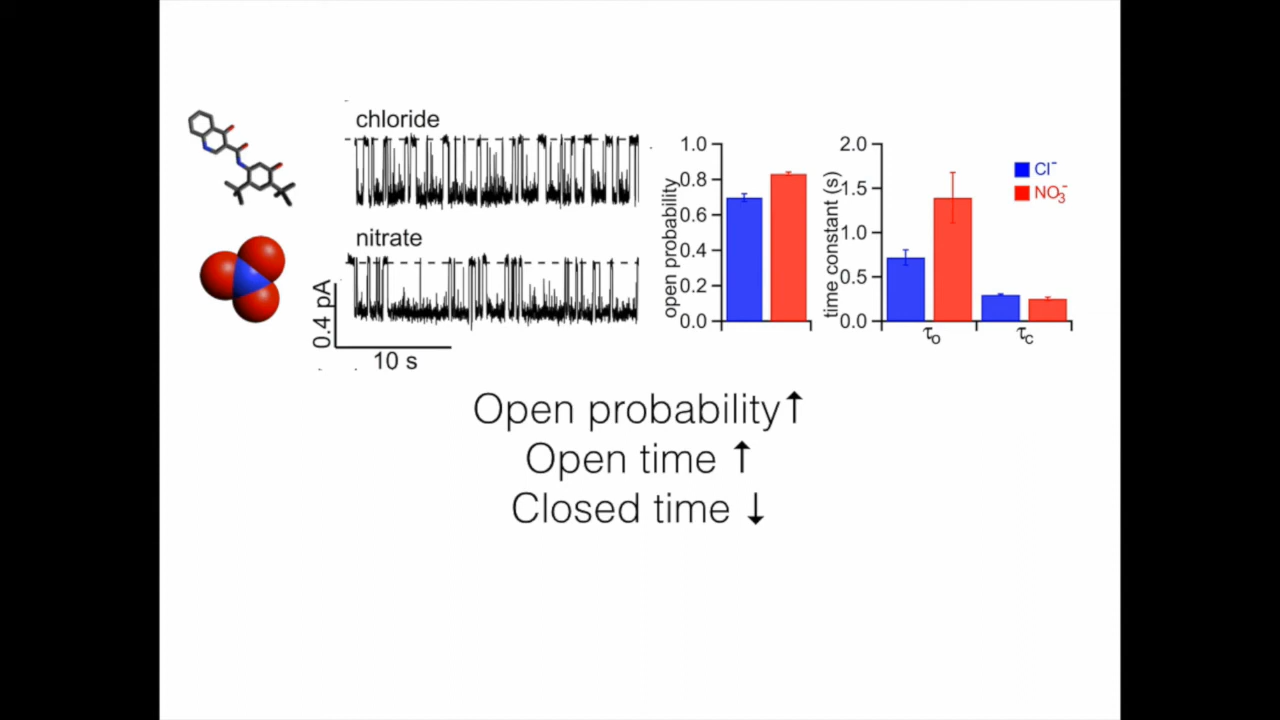 chloride
nitrate
0.4 pA
10 s
open probability
1.0
0.8
0.6
0.4
0.2
0.0
time constant (s)
2.0
1.5
1.0
0.5
0.0
τo
τc
Cl⁻
NO₃⁻
Open probability↑
Open time ↑
Closed time ↓